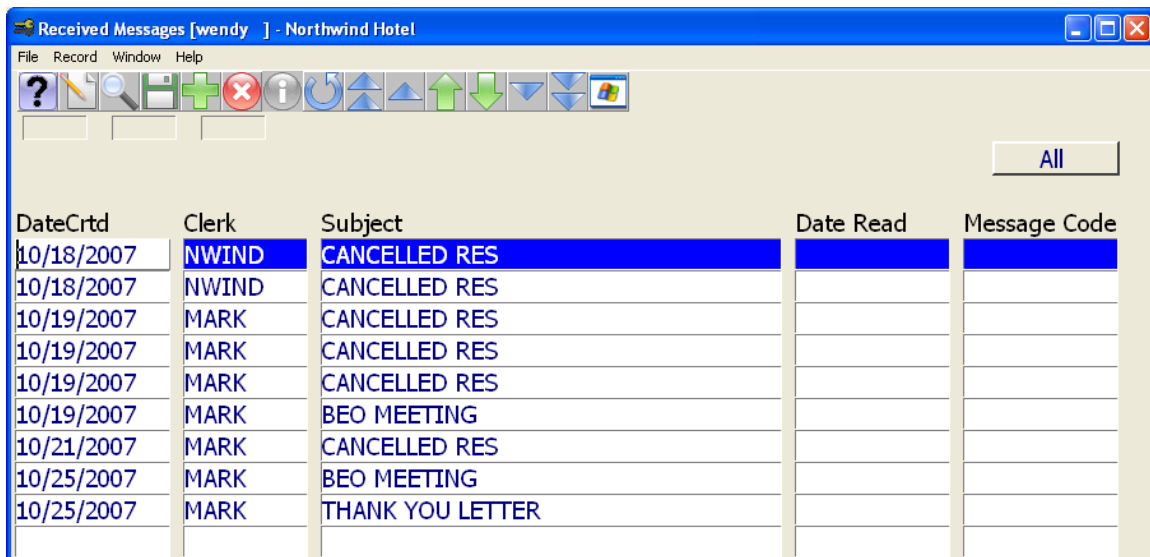 Received Messages [wendy   ] - Northwind Hotel
File Record Window Help
?
All
DateCrtd Clerk Subject Date Read Message Code
10/18/2007 NWIND CANCELLED RES
10/18/2007 NWIND CANCELLED RES
10/19/2007 MARK CANCELLED RES
10/19/2007 MARK CANCELLED RES
10/19/2007 MARK CANCELLED RES
10/19/2007 MARK BEO MEETING
10/21/2007 MARK CANCELLED RES
10/25/2007 MARK BEO MEETING
10/25/2007 MARK THANK YOU LETTER